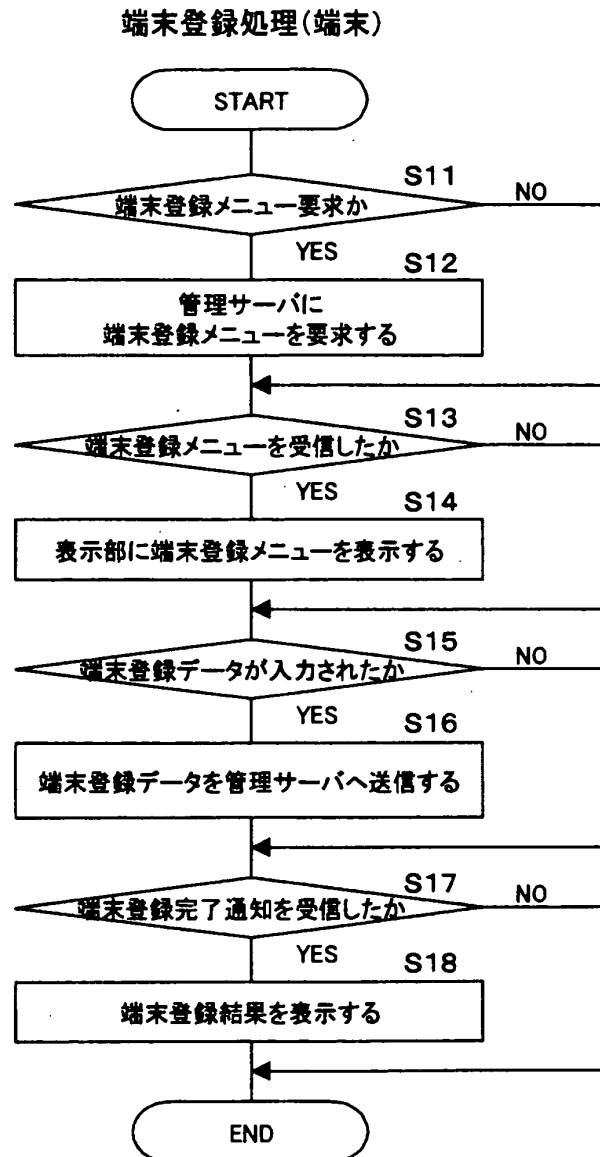 端末登録処理(端末)
START
S11
端末登録メニュー要求か
NO
YES
S12
管理サーバに
端末登録メニューを要求する
S13
端末登録メニューを受信したか
NO
YES
S14
表示部に端末登録メニューを表示する
S15
端末登録データが入力されたか
NO
YES
S16
端末登録データを管理サーバへ送信する
S17
端末登録完了通知を受信したか
NO
YES
S18
端末登録結果を表示する
END